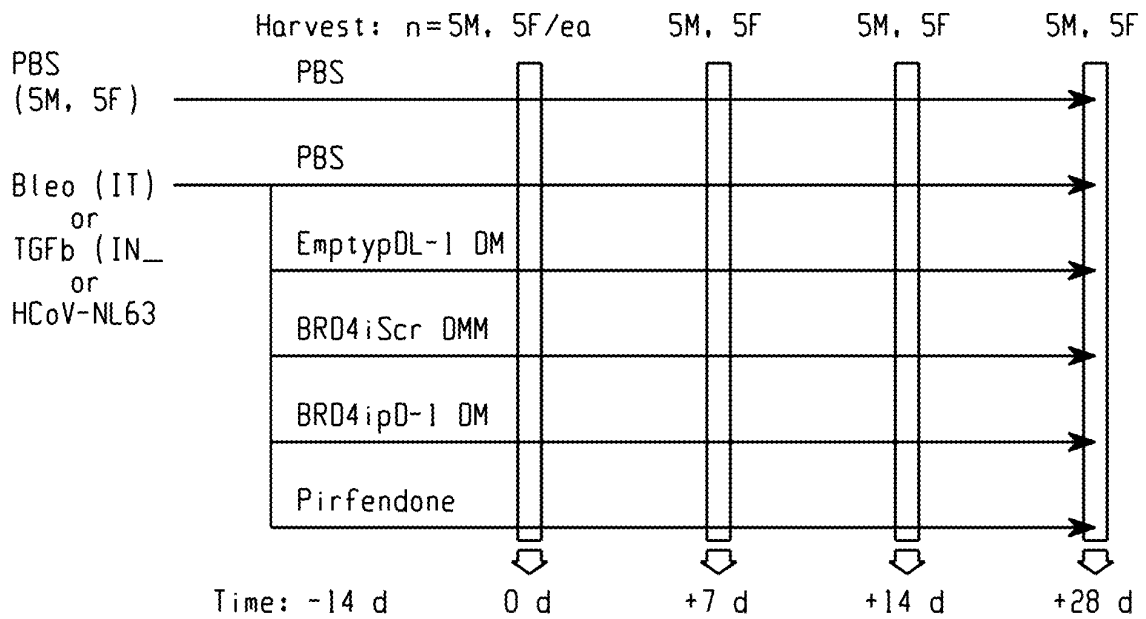 Harvest: n=5M, 5F/ea 5M, 5F 5M, 5F 5M, 5F
PBS
(5M, 5F)
PBS
PBS
Bleo (IT)
or
TGFb (IN_
or
HCoV-NL63
EmptypDL-1 DM
BRD4iScr DMM
BRD4ipD-1 DM
Pirfendone
Time: -14 d 0 d +7 d +14 d +28 d